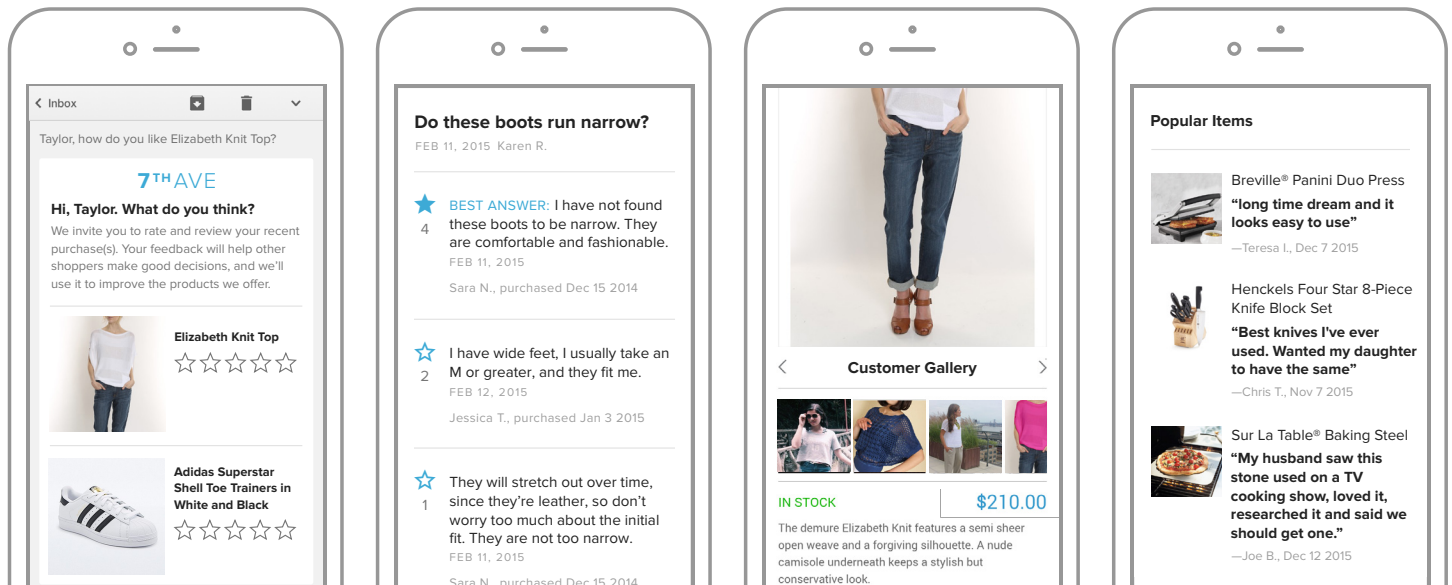 Inbox
Taylor, how do you like Elizabeth Knit Top?
7TH AVE
Hi, Taylor. What do you think?
We invite you to rate and review your recent
purchase(s). Your feedback will help other
shoppers make good decisions, and we'll
use it to improve the products we offer.
Elizabeth Knit Top
Adidas Superstar
Shell Toe Trainers in
White and Black
Do these boots run narrow?
FEB 11, 2015 Karen R.
BEST ANSWER: I have not found
4
these boots to be narrow. They
are comfortable and fashionable.
FEB 11, 2015
Sara N., purchased Dec 15 2014
I have wide feet, I usually take an
2
M or greater, and they fit me.
FEB 12, 2015
Jessica T., purchased Jan 3 2015
They will stretch out over time,
1
since they're leather, so don't
worry too much about the initial
fit. They are not too narrow.
FEB 11, 2015
Sara N., purchased Dec 15 2014
Customer Gallery
IN STOCK
$210.00
The demure Elizabeth Knit features a semi sheer
open weave and a forgiving silhouette. A nude
camisole underneath keeps a stylish but
conservative look.
Popular Items
Breville® Panini Duo Press
“long time dream and it
looks easy to use”
—Teresa I., Dec 7 2015
Henckels Four Star 8-Piece
Knife Block Set
“Best knives I've ever
used. Wanted my daughter
to have the same”
—Chris T., Nov 7 2015
Sur La Table® Baking Steel
“My husband saw this
stone used on a TV
cooking show, loved it,
researched it and said we
should get one.”
—Joe B., Dec 12 2015